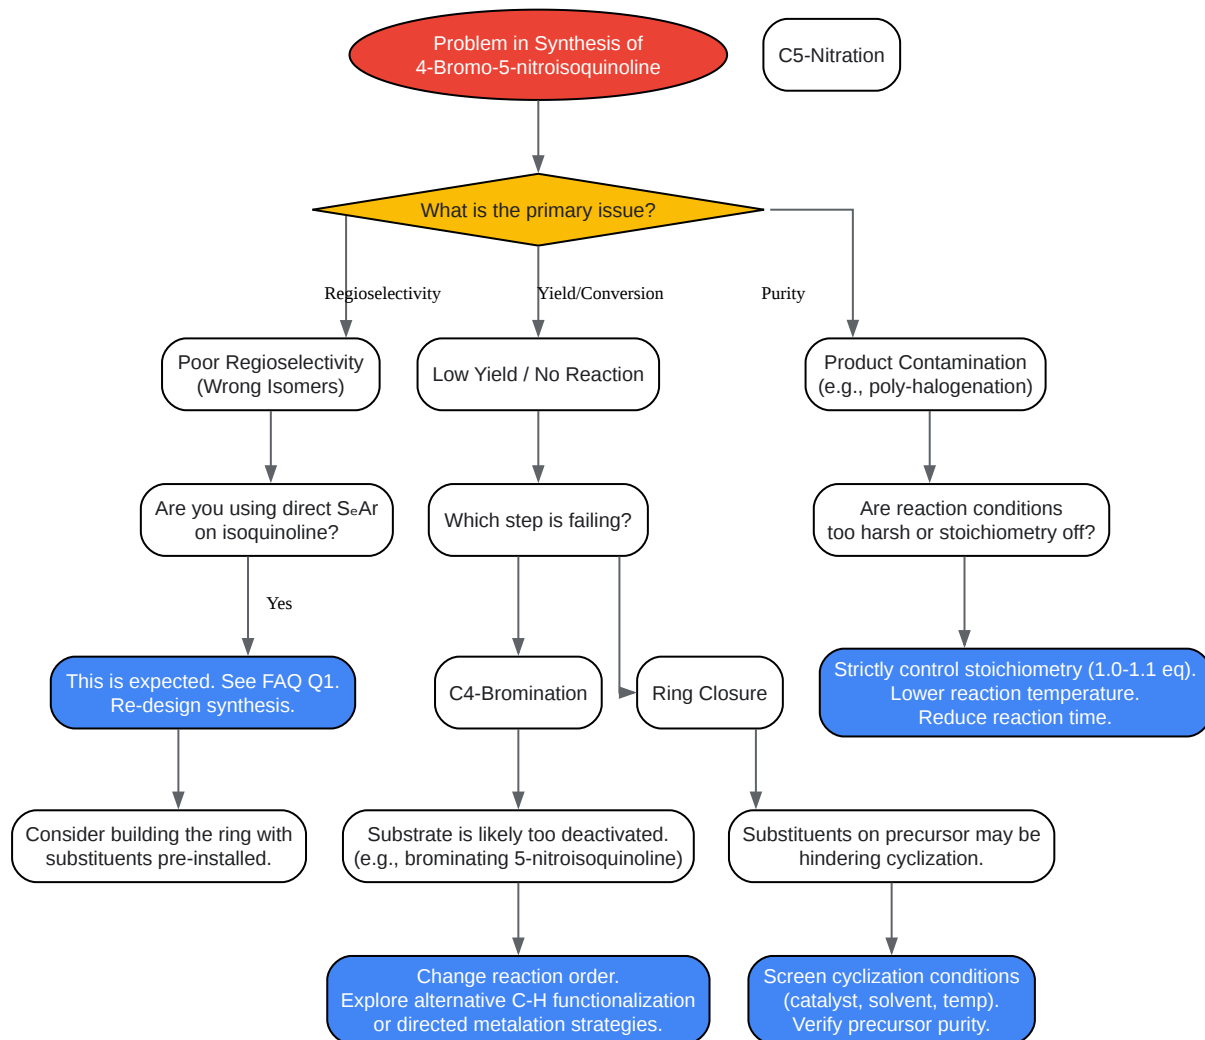 Problem in Synthesis of
4-Bromo-5-nitroisoquinoline
C5-Nitration
What is the primary issue?
Regioselectivity
Yield/Conversion
Purity
Poor Regioselectivity
(Wrong Isomers)
Low Yield / No Reaction
Product Contamination
(e.g., poly-halogenation)
Are you using direct SₑAr
on isoquinoline?
Which step is failing?
Are reaction conditions
too harsh or stoichiometry off?
Yes
This is expected. See FAQ Q1.
Re-design synthesis.
C4-Bromination
Ring Closure
Strictly control stoichiometry (1.0-1.1 eq).
Lower reaction temperature.
Reduce reaction time.
Consider building the ring with
substituents pre-installed.
Substrate is likely too deactivated.
(e.g., brominating 5-nitroisoquinoline)
Substituents on precursor may be
hindering cyclization.
Change reaction order.
Explore alternative C-H functionalization
or directed metalation strategies.
Screen cyclization conditions
(catalyst, solvent, temp).
Verify precursor purity.